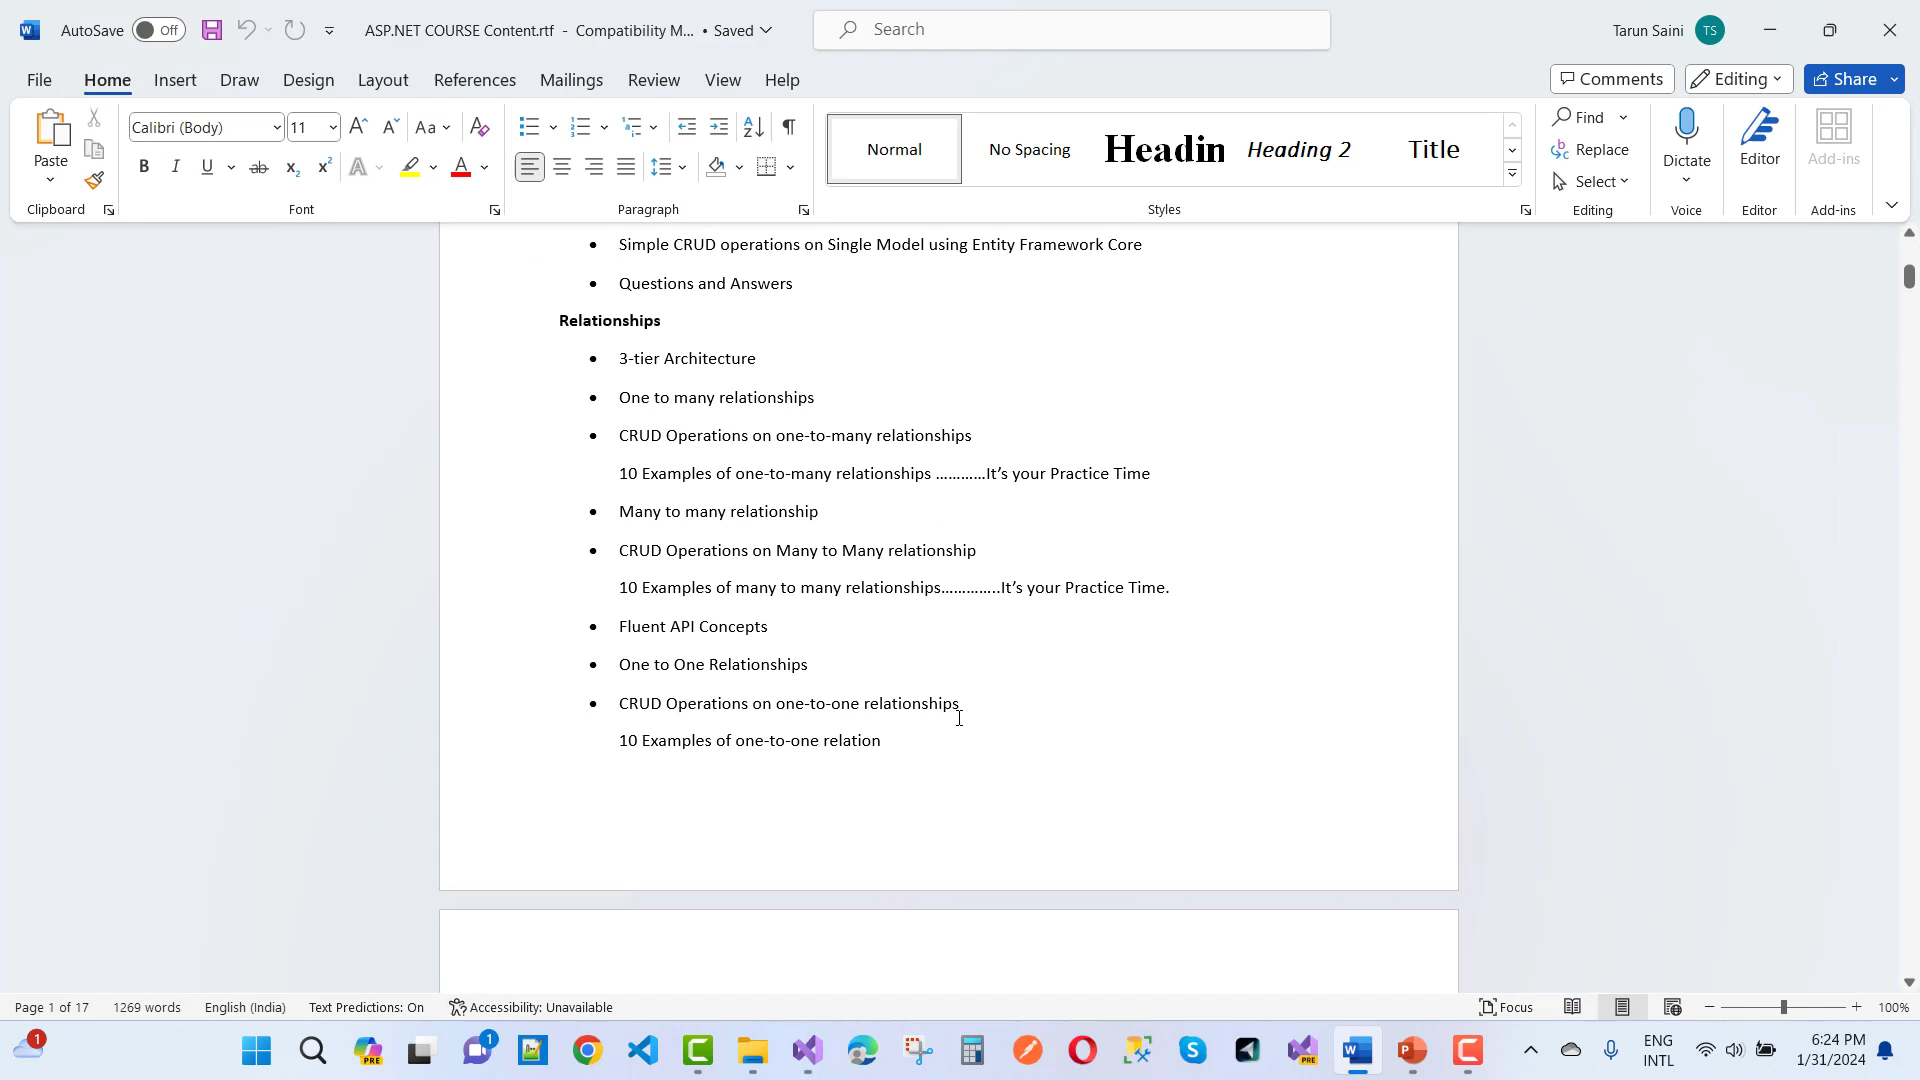 AutoSave Off ASP.NET COURSE Content.rtf - Compatibility M... • Saved Search Tarun Saini TS
File Home Insert Draw Design Layout References Mailings Review View Help Comments Editing Share
Paste Calibri (Body) 11 Aa Normal No Spacing Headin Heading 2 Title Find Replace Select Dictate Editor Add-ins
Clipboard Font Paragraph Styles Editing Voice Editor Add-ins
• Simple CRUD operations on Single Model using Entity Framework Core
• Questions and Answers
Relationships
• 3-tier Architecture
• One to many relationships
• CRUD Operations on one-to-many relationships
10 Examples of one-to-many relationships …………It’s your Practice Time
• Many to many relationship
• CRUD Operations on Many to Many relationship
10 Examples of many to many relationships…………..It’s your Practice Time.
• Fluent API Concepts
• One to One Relationships
• CRUD Operations on one-to-one relationships
10 Examples of one-to-one relation
Page 1 of 17 1269 words English (India) Text Predictions: On Accessibility: Unavailable Focus 100%
1 PRE 1 PRE ENG 6:24 PM
INTL 1/31/2024